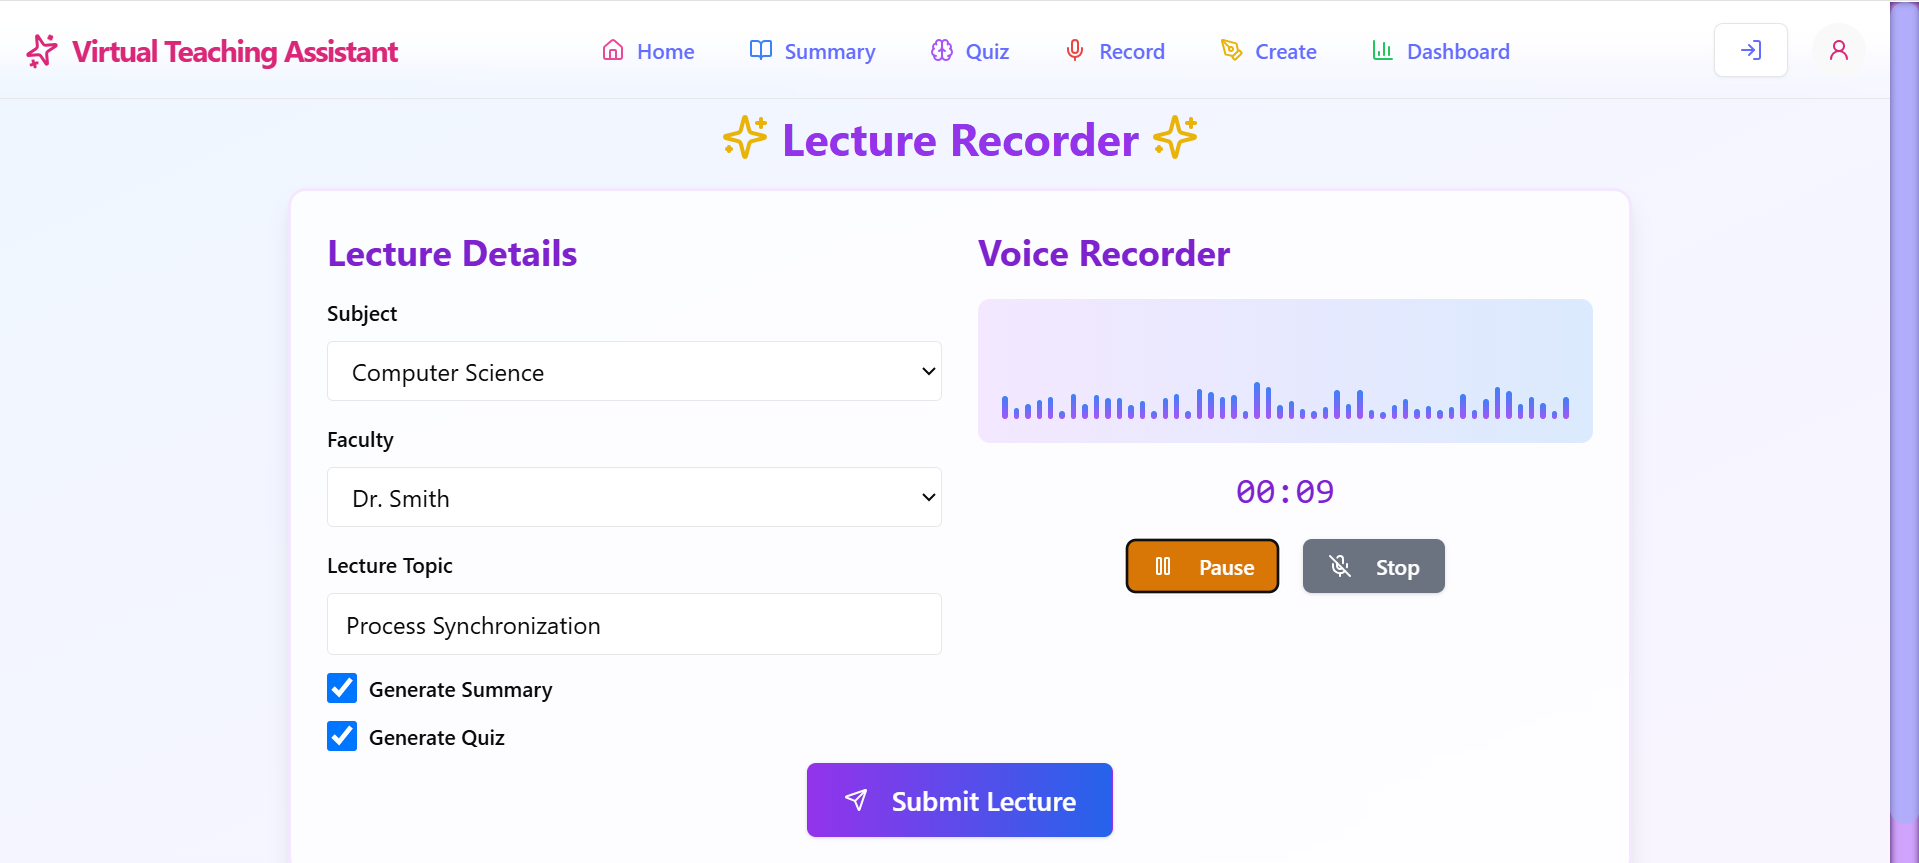 Virtual Teaching Assistant
Home Summary Quiz Record Create Dashboard
Lecture Recorder
Lecture Details
Subject
Computer Science
Faculty
Dr. Smith
Lecture Topic
Process Synchronization
Generate Summary
Generate Quiz
Voice Recorder
00:09
Pause Stop
Submit Lecture